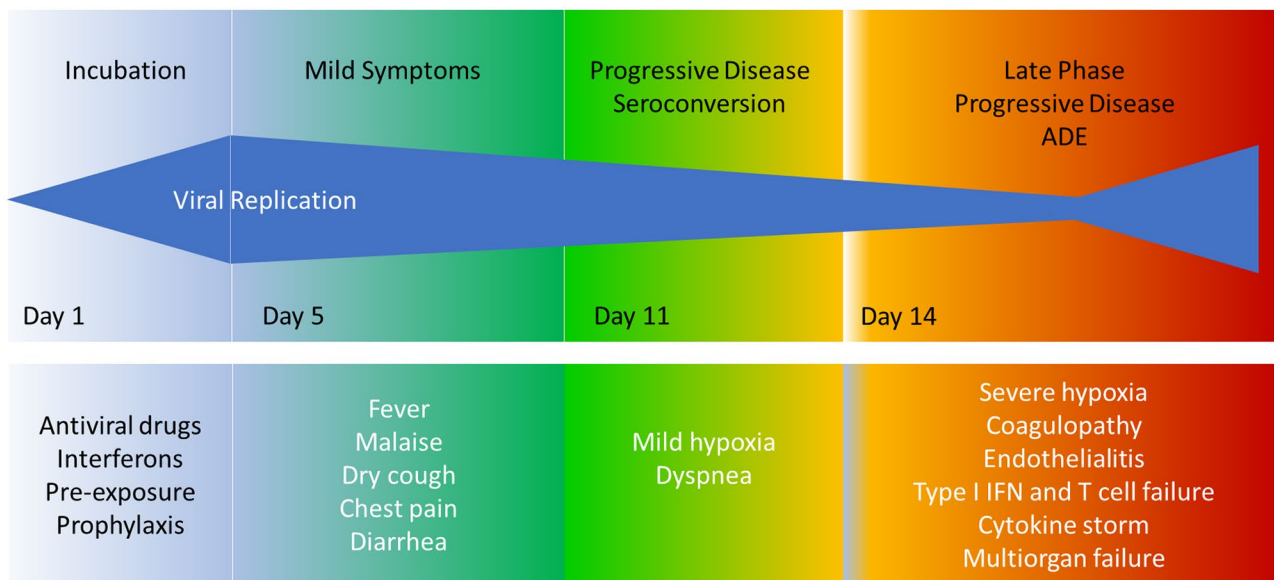 Incubation
Mild Symptoms
Progressive Disease
Seroconversion
Late Phase
Progressive Disease
ADE
Viral Replication
Day 1
Day 5
Day 11
Day 14
Antiviral drugs
Interferons
Pre-exposure
Prophylaxis
Fever
Malaise
Dry cough
Chest pain
Diarrhea
Mild hypoxia
Dyspnea
Severe hypoxia
Coagulopathy
Endothelialitis
Type I IFN and T cell failure
Cytokine storm
Multiorgan failure